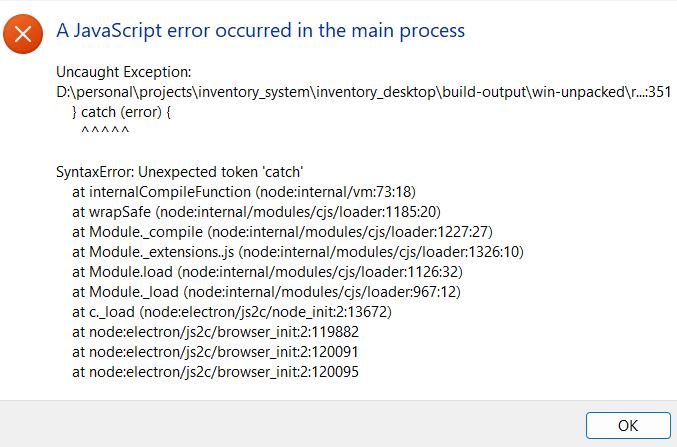 A JavaScript error occurred in the main process
Uncaught Exception:
D:\personal\projects\inventory_system\inventory_desktop\build-output\win-unpacked\r...:351
} catch (error) {
^^^^^
SyntaxError: Unexpected token 'catch'
at internalCompileFunction (node:internal/vm:73:18)
at wrapSafe (node:internal/modules/cjs/loader:1185:20)
at Module._compile (node:internal/modules/cjs/loader:1227:27)
at Module._extensions..js (node:internal/modules/cjs/loader:1326:10)
at Module.load (node:internal/modules/cjs/loader:1126:32)
at Module._load (node:internal/modules/cjs/loader:967:12)
at c._load (node:electron/js2c/node_init:2:13672)
at node:electron/js2c/browser_init:2:119882
at node:electron/js2c/browser_init:2:120091
at node:electron/js2c/browser_init:2:120095
OK